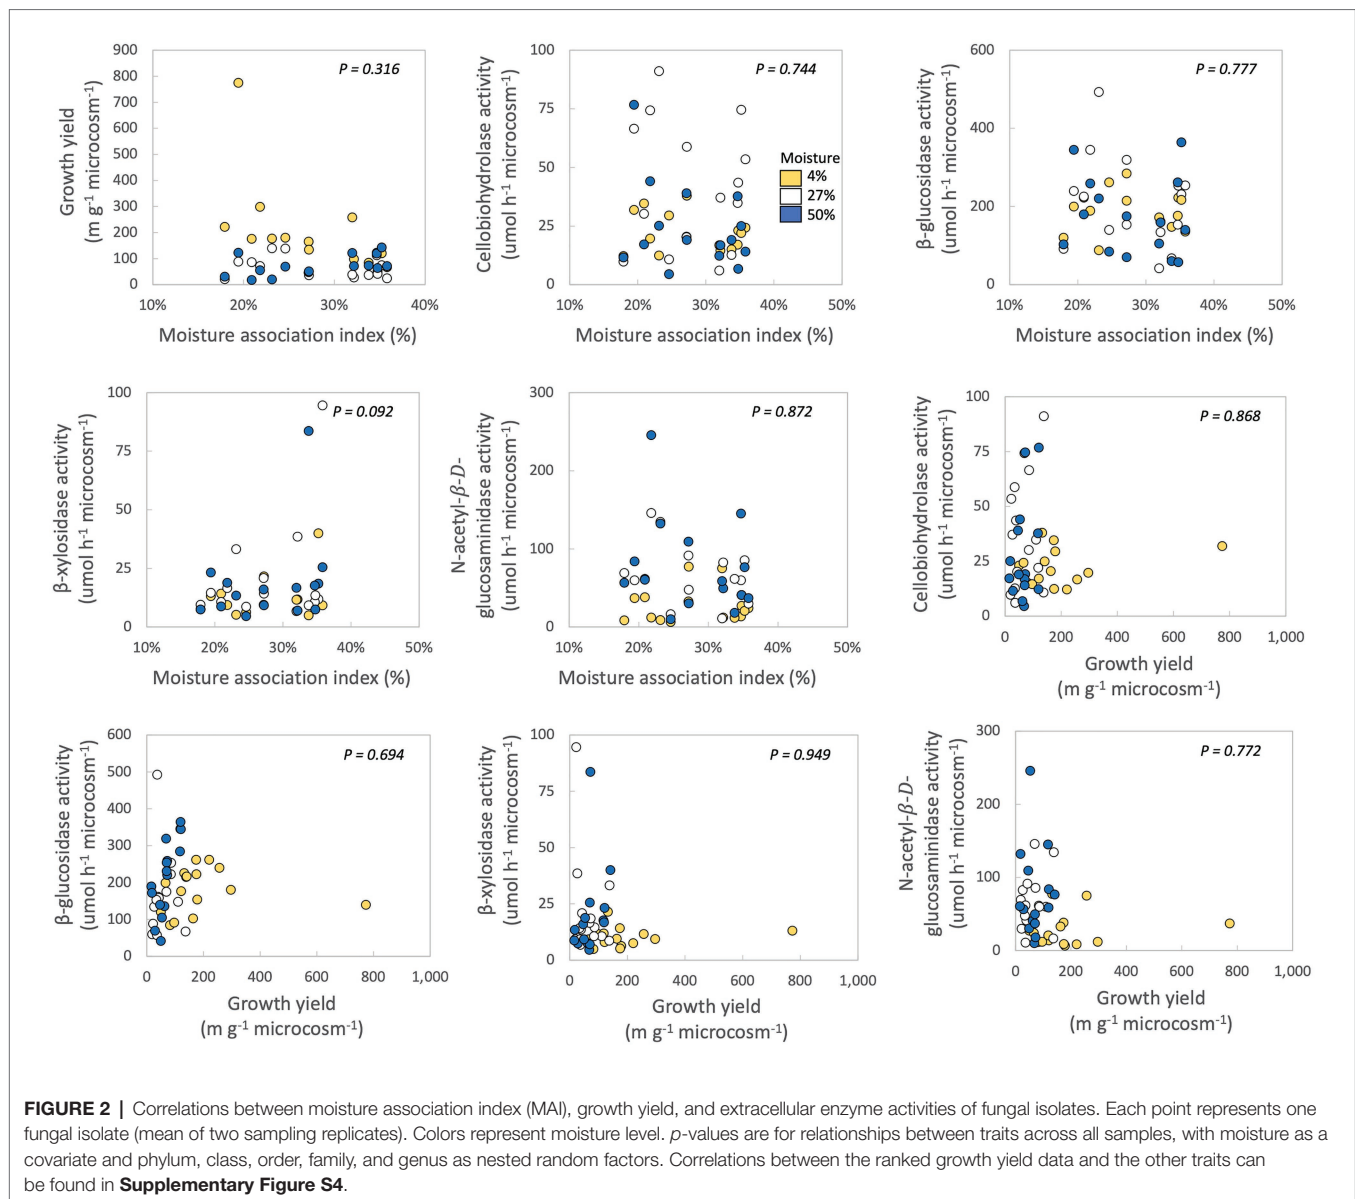 900
800
700
600
500
400
300
200
100
0
Growth yield
(m g⁻¹ microcosm⁻¹)
P = 0.316
10% 20% 30% 40%
Moisture association index (%)
100
75
50
25
0
Cellobiohydrolase activity
(umol h⁻¹ microcosm⁻¹)
P = 0.744
Moisture
4%
27%
50%
10% 20% 30% 40% 50%
Moisture association index (%)
600
400
200
0
β-glucosidase activity
(umol h⁻¹ microcosm⁻¹)
P = 0.777
10% 20% 30% 40% 50%
Moisture association index (%)
100
75
50
25
0
β-xylosidase activity
(umol h⁻¹ microcosm⁻¹)
P = 0.092
10% 20% 30% 40% 50%
Moisture association index (%)
300
200
100
0
N-acetyl-β-D-
glucosaminidase activity
(umol h⁻¹ microcosm⁻¹)
P = 0.872
10% 20% 30% 40% 50%
Moisture association index (%)
100
75
50
25
0
Cellobiohydrolase activity
(umol h⁻¹ microcosm⁻¹)
P = 0.868
0 200 400 600 800 1,000
Growth yield
(m g⁻¹ microcosm⁻¹)
600
500
400
300
200
100
0
β-glucosidase activity
(umol h⁻¹ microcosm⁻¹)
P = 0.694
0 200 400 600 800 1,000
Growth yield
(m g⁻¹ microcosm⁻¹)
100
75
50
25
0
β-xylosidase activity
(umol h⁻¹ microcosm⁻¹)
P = 0.949
0 200 400 600 800 1,000
Growth yield
(m g⁻¹ microcosm⁻¹)
300
200
100
0
N-acetyl-β-D-
glucosaminidase activity
(umol h⁻¹ microcosm⁻¹)
P = 0.772
0 200 400 600 800 1,000
Growth yield
(m g⁻¹ microcosm⁻¹)
FIGURE 2 | Correlations between moisture association index (MAI), growth yield, and extracellular enzyme activities of fungal isolates. Each point represents one
fungal isolate (mean of two sampling replicates). Colors represent moisture level. p-values are for relationships between traits across all samples, with moisture as a
covariate and phylum, class, order, family, and genus as nested random factors. Correlations between the ranked growth yield data and the other traits can
be found in Supplementary Figure S4.